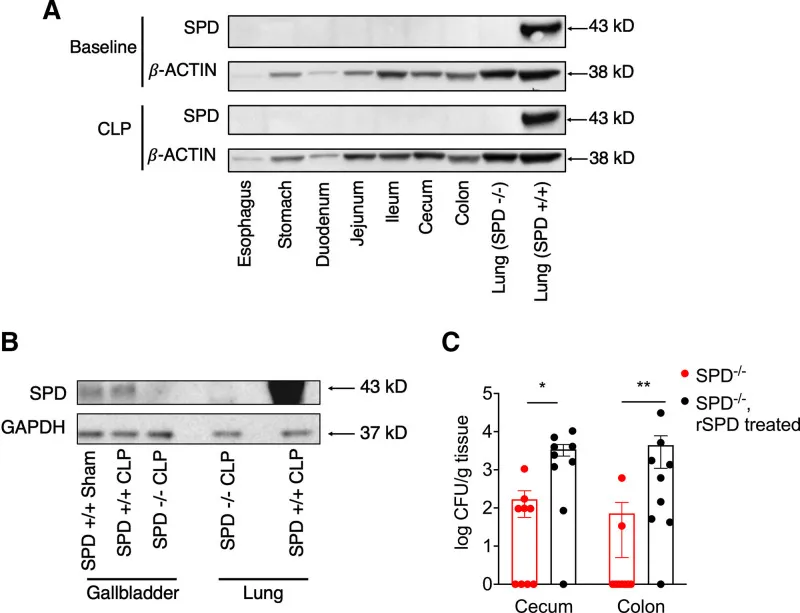 A
Baseline
SPD
43 kD
β-ACTIN
38 kD
CLP
SPD
43 kD
β-ACTIN
38 kD
Esophagus
Stomach
Duodenum
Jejunum
Ileum
Cecum
Colon
Lung (SPD -/-)
Lung (SPD +/+)
B
SPD
43 kD
GAPDH
37 kD
SPD +/+ Sham
SPD +/+ CLP
SPD -/- CLP
SPD -/- CLP
SPD +/+ CLP
Gallbladder
Lung
C
SPD-/-
SPD-/-,
rSPD treated
log CFU/g tissue
5
4
3
2
1
0
*
**
Cecum
Colon